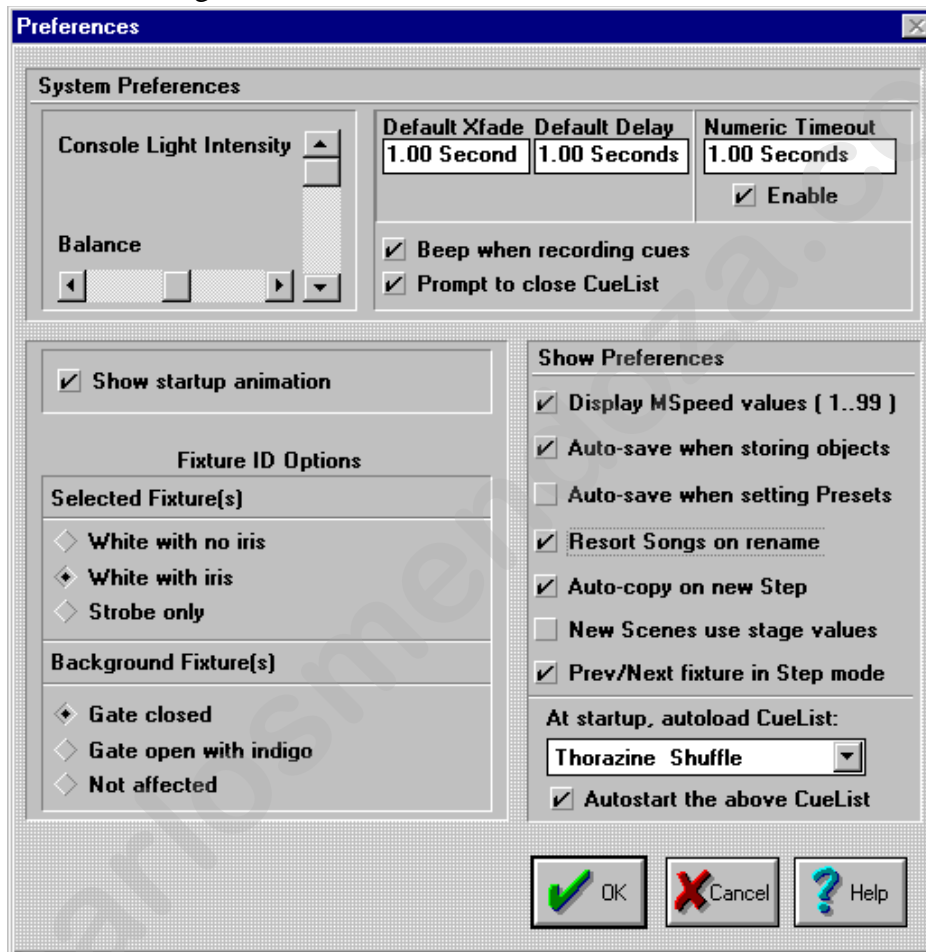 Preferences
System Preferences
Console Light Intensity
Balance
Default Xfade Default Delay
1.00 Second 1.00 Seconds
Numeric Timeout
1.00 Seconds
Enable
Beep when recording cues
Prompt to close CueList
Show startup animation
Fixture ID Options
Selected Fixture(s)
White with no iris
White with iris
Strobe only
Background Fixture(s)
Gate closed
Gate open with indigo
Not affected
Show Preferences
Display MSpeed values ( 1..99 )
Auto-save when storing objects
Auto-save when setting Presets
Resort Songs on rename
Auto-copy on new Step
New Scenes use stage values
Prev/Next fixture in Step mode
At startup, autoload CueList:
Thorazine Shuffle
Autostart the above CueList
OK Cancel Help
arlosmendoza.co